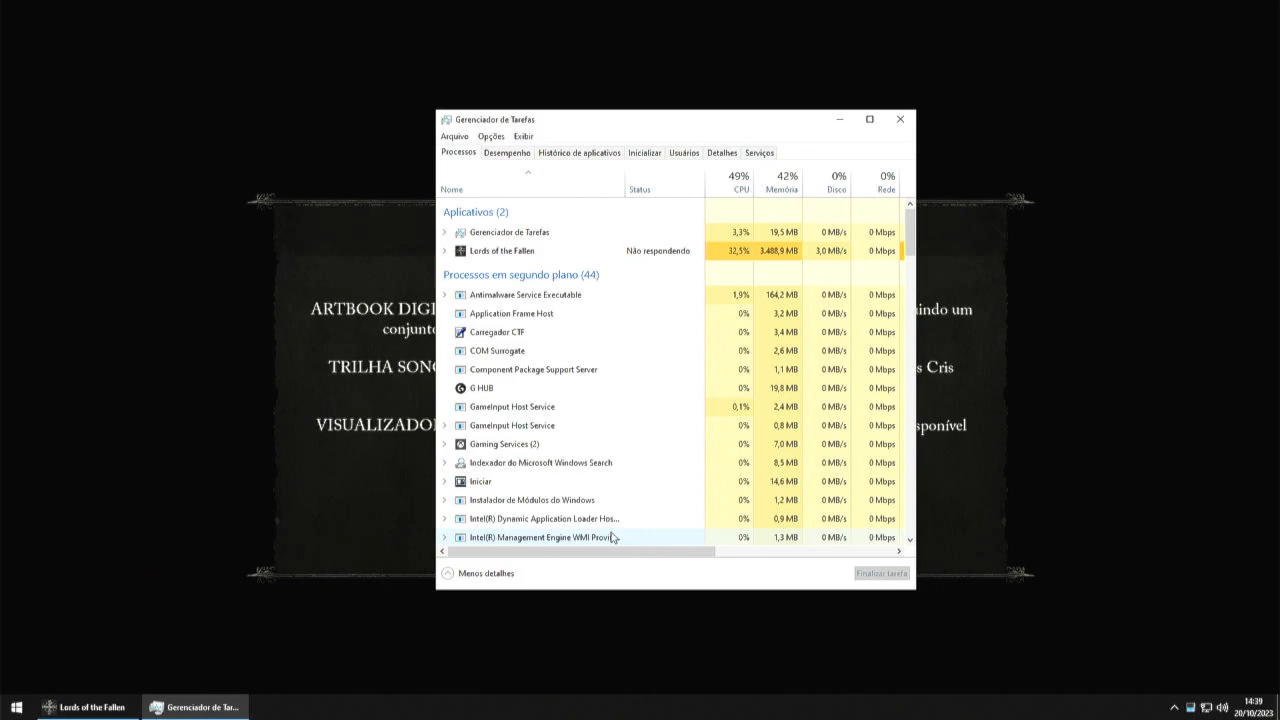 Gerenciador de Tarefas
Arquivo Opções Exibir
Processos Desempenho Histórico de aplicativos Inicializar Usuários Detalhes Serviços
49% 42% 0% 0%
Nome Status CPU Memória Disco Rede
Aplicativos (2)
Gerenciador de Tarefas 3,3% 19,5 MB 0 MB/s 0 Mbps
Lords of the Fallen Não respondendo 32,5% 3.488,9 MB 3,0 MB/s 0 Mbps
Processos em segundo plano (44)
Antimalware Service Executable 1,9% 164,2 MB 0 MB/s 0 Mbps
Application Frame Host 0% 3,2 MB 0 MB/s 0 Mbps
Carregador CTF 0% 3,4 MB 0 MB/s 0 Mbps
COM Surrogate 0% 2,6 MB 0 MB/s 0 Mbps
Component Package Support Server 0% 1,1 MB 0 MB/s 0 Mbps
G HUB 0% 19,8 MB 0 MB/s 0 Mbps
GameInput Host Service 0,1% 2,4 MB 0 MB/s 0 Mbps
GameInput Host Service 0% 0,8 MB 0 MB/s 0 Mbps
Gaming Services (2) 0% 7,0 MB 0 MB/s 0 Mbps
Indexador do Microsoft Windows Search 0% 8,5 MB 0 MB/s 0 Mbps
Iniciar 0% 14,6 MB 0 MB/s 0 Mbps
Instalador de Módulos do Windows 0% 1,2 MB 0 MB/s 0 Mbps
Intel(R) Dynamic Application Loader Hos... 0% 0,9 MB 0 MB/s 0 Mbps
Intel(R) Management Engine WMI Provi... 0% 1,3 MB 0 MB/s 0 Mbps
Menos detalhes Finalizar tarefa
ARTBOOK DIG
um
conjunto
TRILHA SON
s Cris
VISUALIZADO
sponível
Lords of the Fallen Gerenciador de Tar... 14:39
20/10/2023